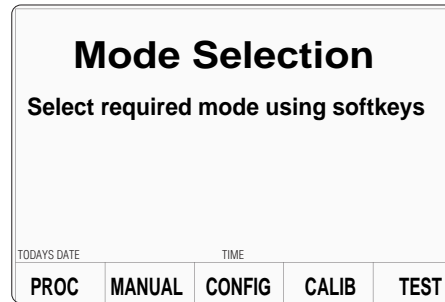 Mode Selection
Select required mode using softkeys
TODAYS DATE TIME
PROC MANUAL CONFIG CALIB TEST